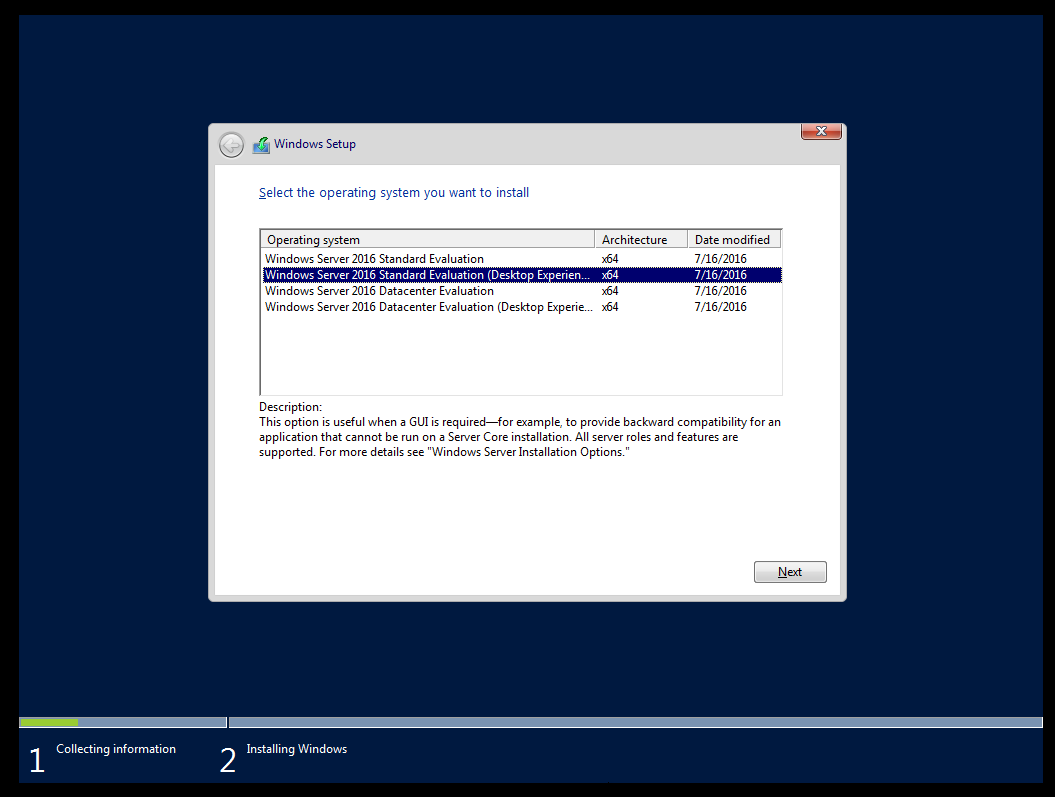 Windows Setup
Select the operating system you want to install
Operating system Architecture Date modified
Windows Server 2016 Standard Evaluation x64 7/16/2016
Windows Server 2016 Standard Evaluation (Desktop Experien... x64 7/16/2016
Windows Server 2016 Datacenter Evaluation x64 7/16/2016
Windows Server 2016 Datacenter Evaluation (Desktop Experie... x64 7/16/2016
Description:
This option is useful when a GUI is required—for example, to provide backward compatibility for an
application that cannot be run on a Server Core installation. All server roles and features are
supported. For more details see "Windows Server Installation Options."
Next
1 Collecting information 2 Installing Windows